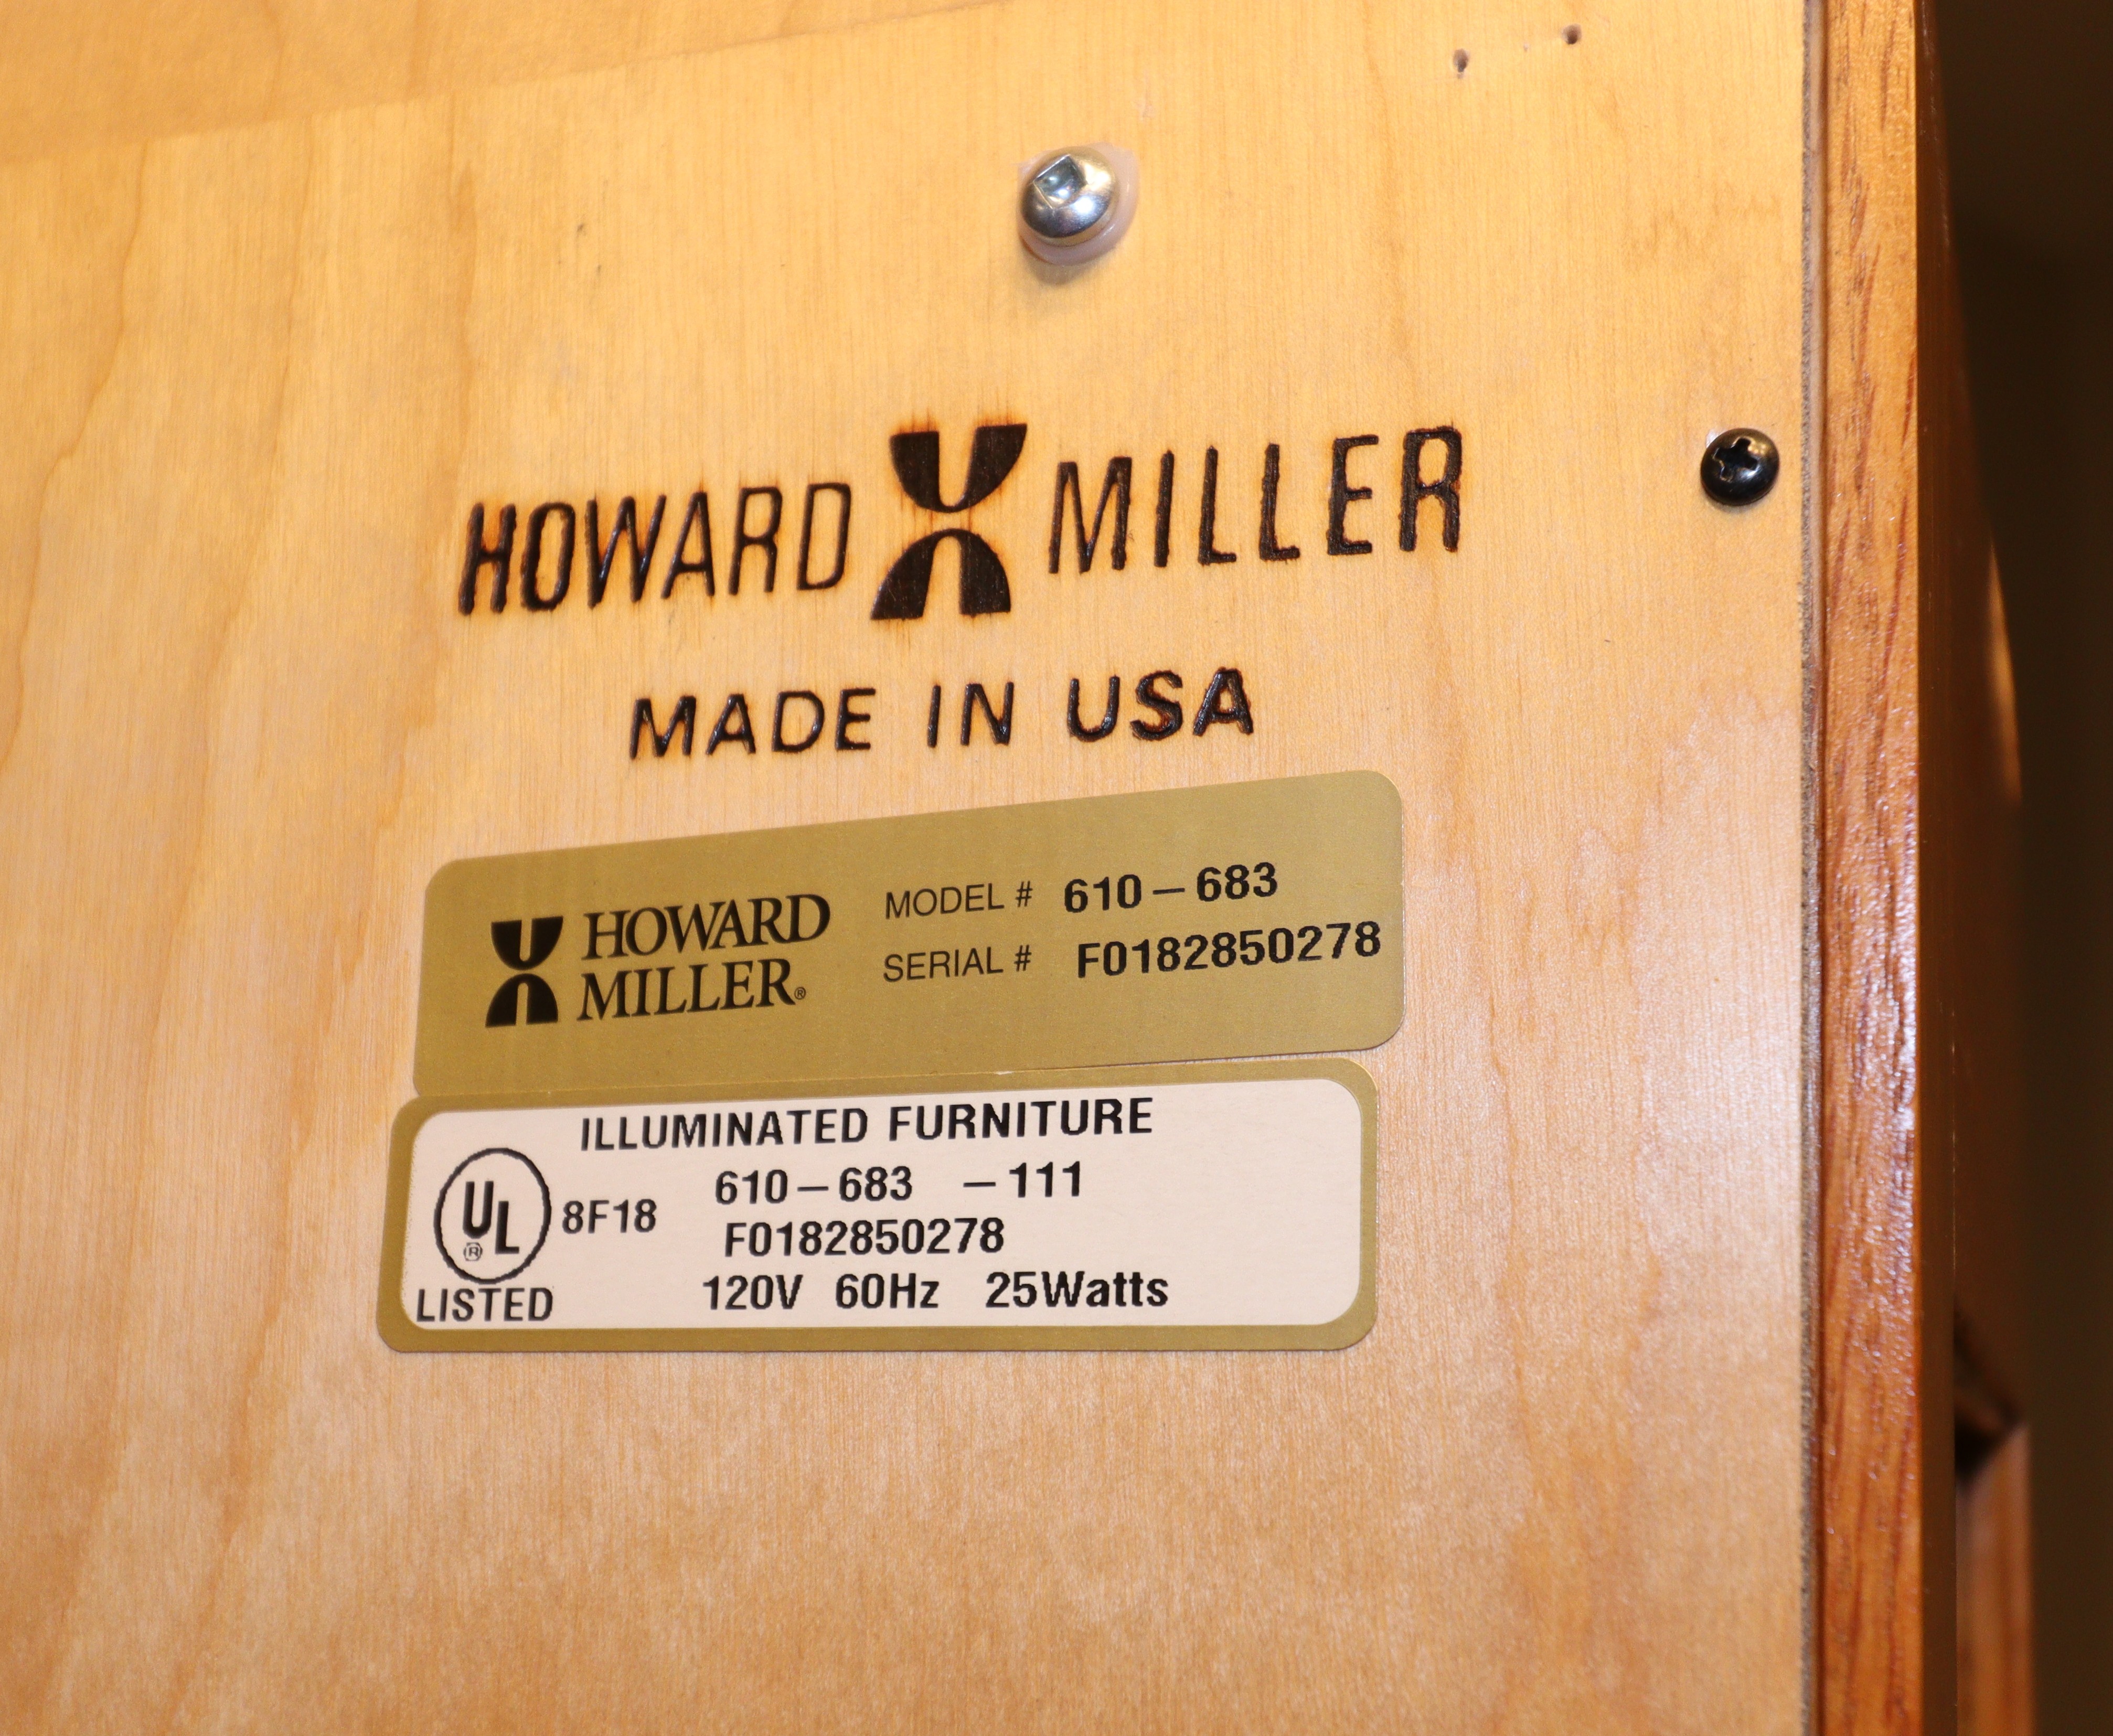 HOWARD MILLER
MADE IN USA
HOWARD
MILLER®
MODEL # 610-683
SERIAL # F0182850278
ILLUMINATED FURNITURE
UL® 8F18
LISTED
610-683 -111
F0182850278
120V 60Hz 25Watts